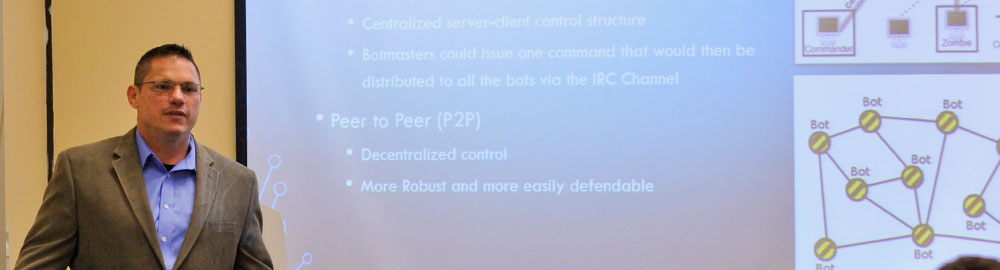 • Centralized server-client control structure
• Botmasters could issue one command that would then be
distributed to all the bots via the IRC Channel
• Peer to Peer (P2P)
• Decentralized control
• More Robust and more easily defendable
Commander
Zombie
Bot
Bot
Bot
Bot
Bot
Bot
Bot
Bot
Bot